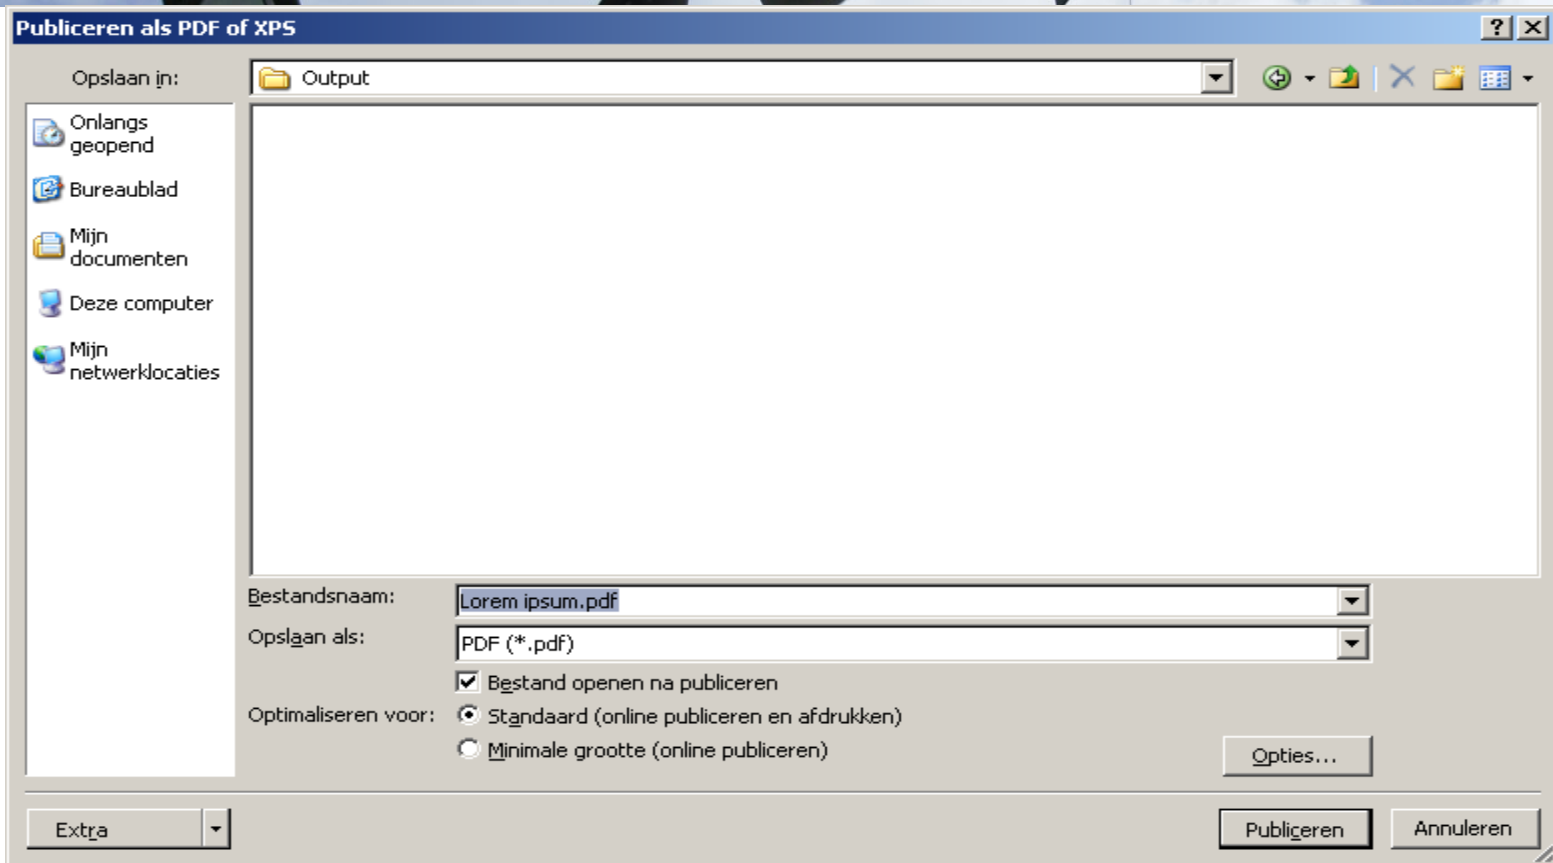 Publiceren als PDF of XPS
Opslaan in:
Output
Onlangs
geopend
Bureaublad
Mijn
documenten
Deze computer
Mijn
netwerklocaties
Bestandsnaam:
Lorem ipsum.pdf
Opslaan als:
PDF (*.pdf)
Bestand openen na publiceren
Optimaliseren voor:
Standaard (online publiceren en afdrukken)
Minimale grootte (online publiceren)
Opties...
Extra
Publiceren
Annuleren